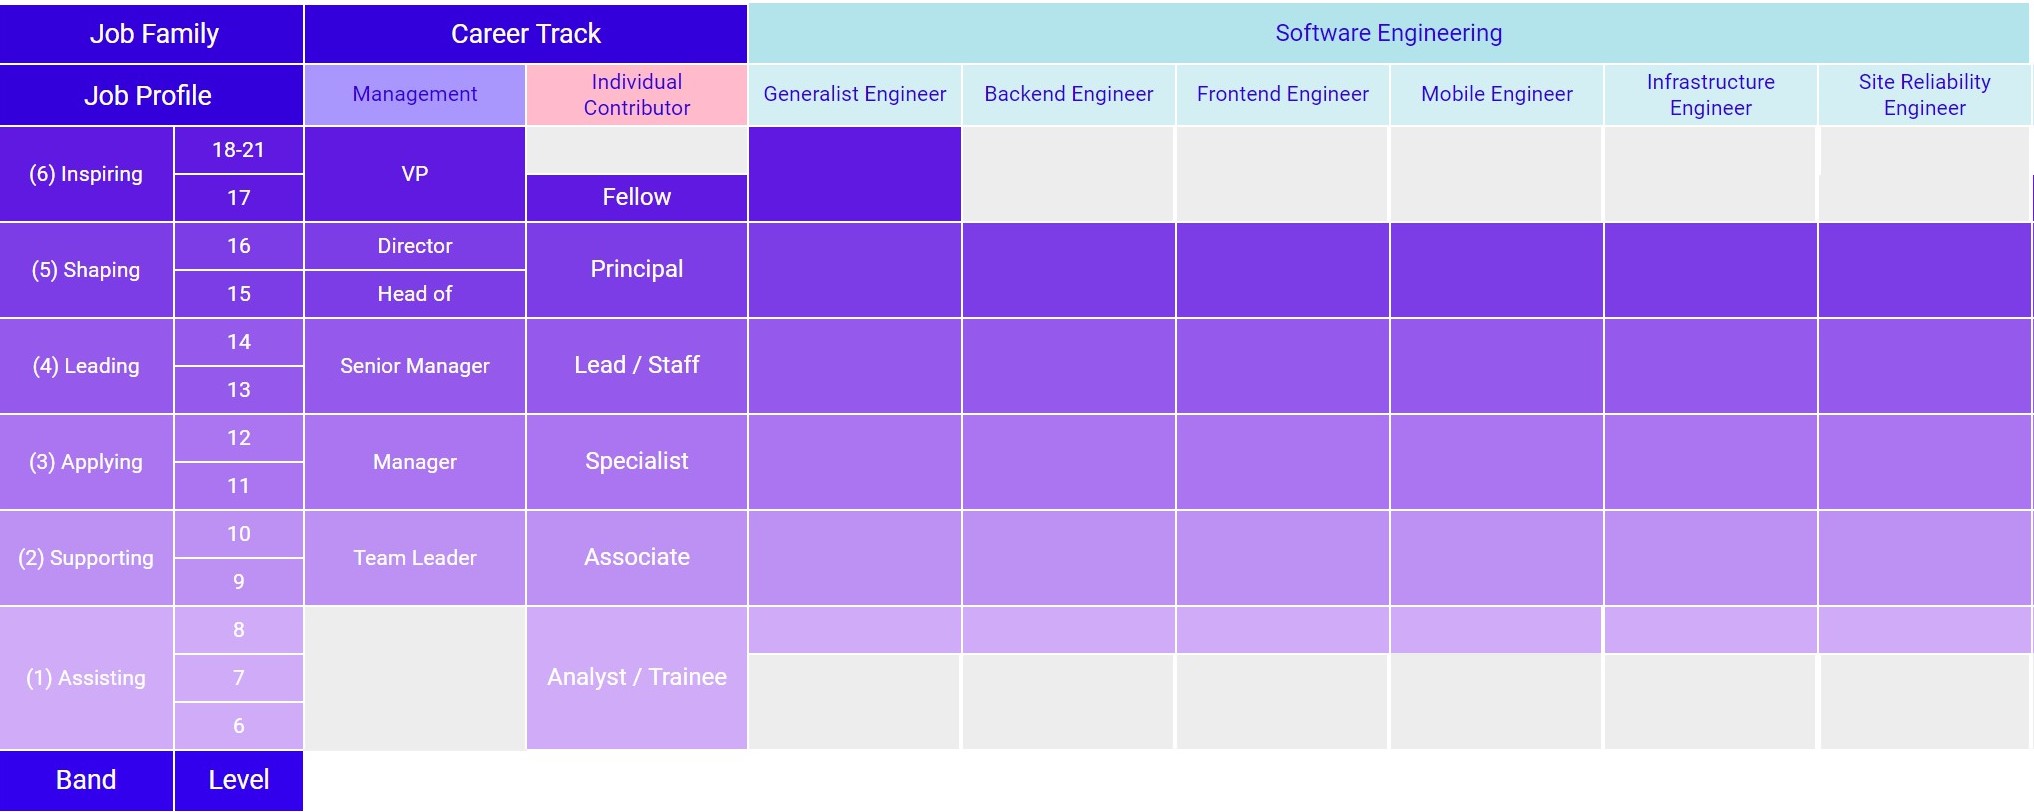 Job Family
Career Track
Software Engineering
Job Profile
Management
Individual
Contributor
Generalist Engineer
Backend Engineer
Frontend Engineer
Mobile Engineer
Infrastructure
Engineer
Site Reliability
Engineer
(6) Inspiring
18-21
VP
17
Fellow
(5) Shaping
16
Director
Principal
15
Head of
(4) Leading
14
Senior Manager
Lead / Staff
13
(3) Applying
12
Manager
Specialist
11
(2) Supporting
10
Team Leader
Associate
9
(1) Assisting
8
7
Analyst / Trainee
6
Band
Level